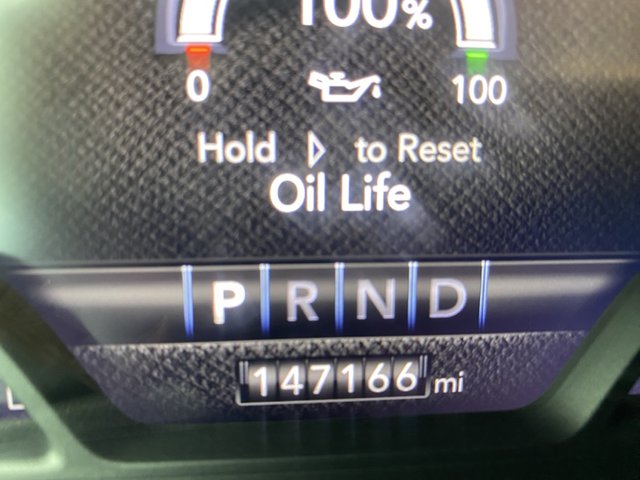 100%
0 100
Hold to Reset
Oil Life
P R N D
147166 mi